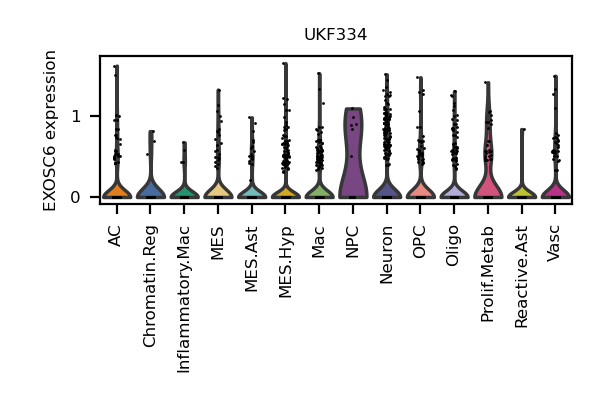 UKF334
EXOSC6 expression
1
0
AC
Chromatin.Reg
Inflammatory.Mac
MES
MES.Ast
MES.Hyp
Mac
NPC
Neuron
OPC
Oligo
Prolif.Metab
Reactive.Ast
Vasc